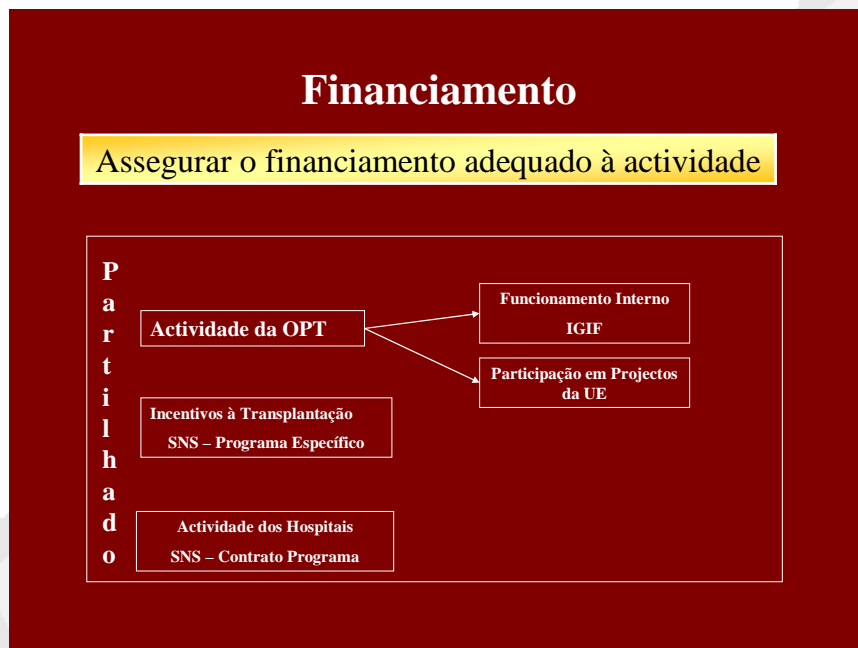 Financiamento
Assegurar o financiamento adequado à actividade
Partilhado
Actividade da OPT
Funcionamento Interno
IGIF
Participação em Projectos
da UE
Incentivos à Transplantação
SNS – Programa Específico
Actividade dos Hospitais
SNS – Contrato Programa